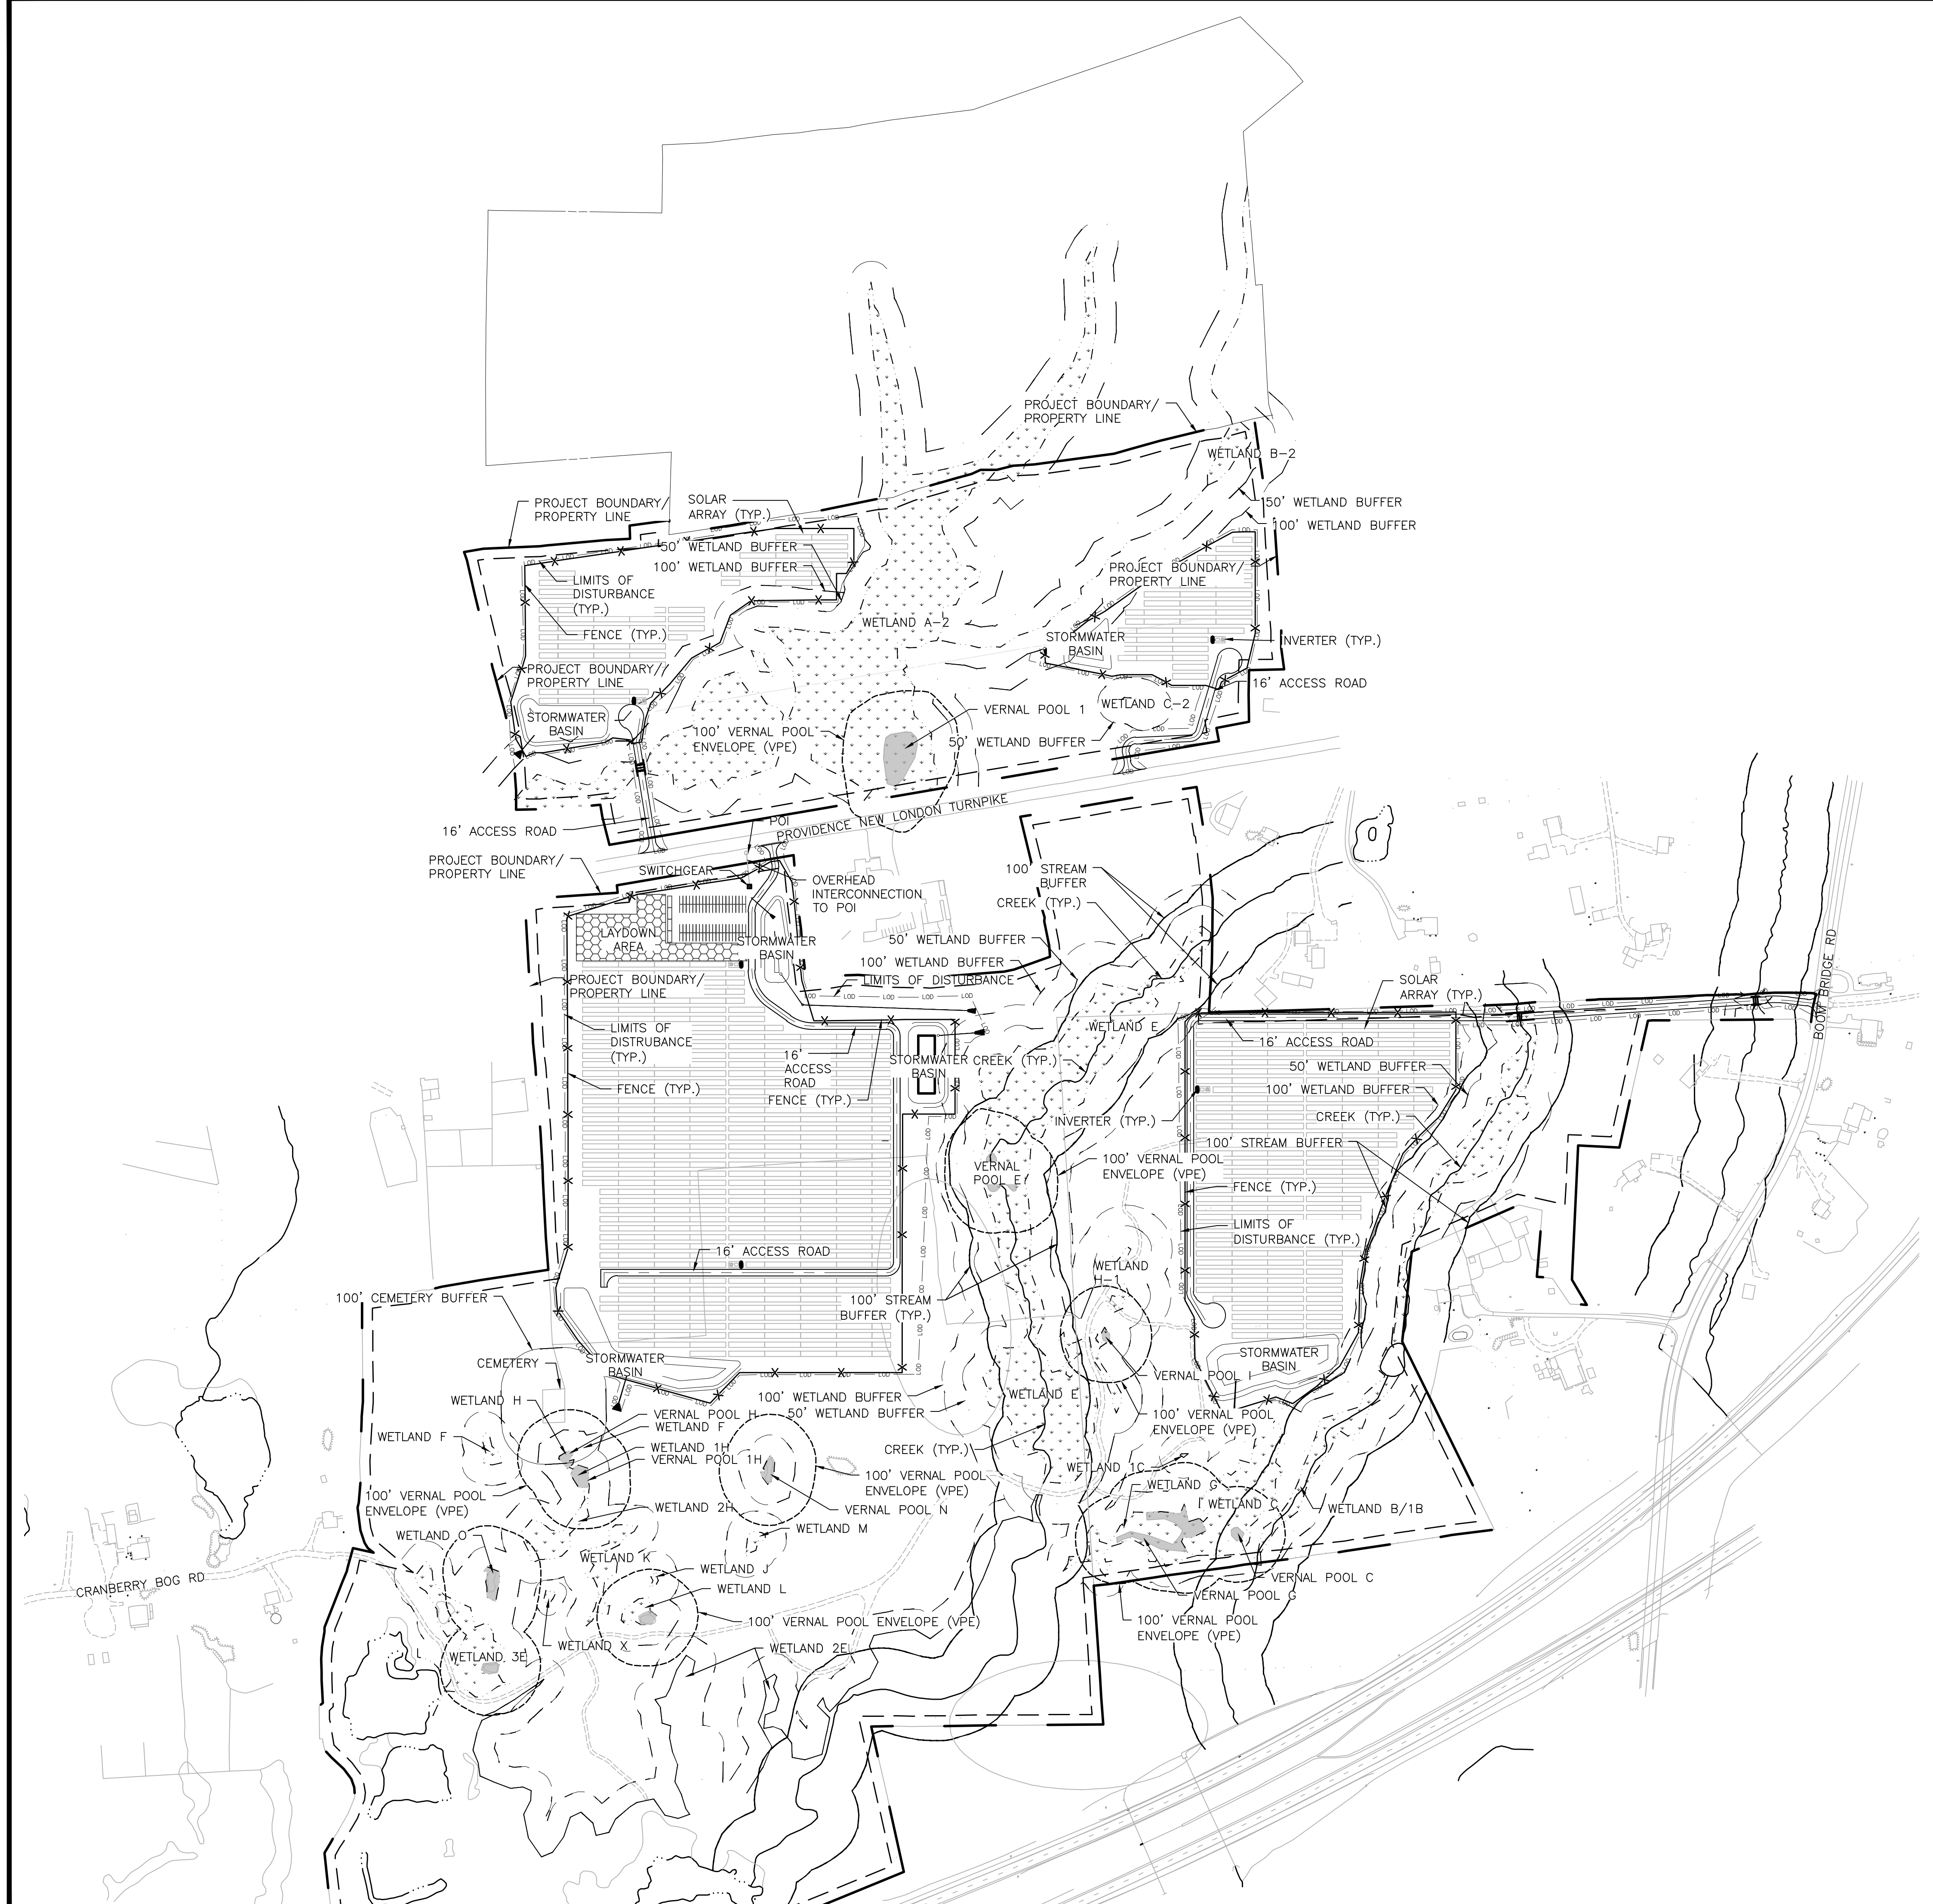 PROJECT BOUNDARY/
PROPERTY LINE
WETLAND B-2
PROJECT BOUNDARY/
PROPERTY LINE
SOLAR
ARRAY (TYP.)
50' WETLAND BUFFER
100' WETLAND BUFFER
50' WETLAND BUFFER
100' WETLAND BUFFER
LIMITS OF
DISTURBANCE
(TYP.)
PROJECT BOUNDARY/
PROPERTY LINE
FENCE (TYP.)
WETLAND A-2
STORMWATER
BASIN
INVERTER (TYP.)
PROJECT BOUNDARY/
PROPERTY LINE
16' ACCESS ROAD
STORMWATER
BASIN
VERNAL POOL 1
WETLAND C-2
100' VERNAL POOL
ENVELOPE (VPE)
50' WETLAND BUFFER
PROVIDENCE NEW LONDON TURNPIKE
16' ACCESS ROAD
POI
PROJECT BOUNDARY/
PROPERTY LINE
SWITCHGEAR
OVERHEAD
INTERCONNECTION
TO POI
100' STREAM
BUFFER
CREEK (TYP.)
LAYDOWN
AREA
STORMWATER
BASIN
50' WETLAND BUFFER
100' WETLAND BUFFER
LIMITS OF DISTURBANCE
PROJECT BOUNDARY/
PROPERTY LINE
SOLAR
ARRAY (TYP.)
BOOM BRIDGE RD
LIMITS OF
DISTRUBANCE
(TYP.)
WETLAND E
16' ACCESS ROAD
16'
ACCESS
ROAD
STORMWATER
BASIN
CREEK (TYP.)
50' WETLAND BUFFER
FENCE (TYP.)
FENCE (TYP.)
100' WETLAND BUFFER
INVERTER (TYP.)
CREEK (TYP.)
100' STREAM BUFFER
VERNAL
POOL E
100' VERNAL POOL
ENVELOPE (VPE)
FENCE (TYP.)
LIMITS OF
DISTURBANCE (TYP.)
16' ACCESS ROAD
WETLAND
H-1
100' CEMETERY BUFFER
100' STREAM
BUFFER (TYP.)
CEMETERY
STORMWATER
BASIN
STORMWATER
BASIN
VERNAL POOL I
WETLAND H
100' WETLAND BUFFER
50' WETLAND BUFFER
WETLAND E
VERNAL POOL H
WETLAND F
100' VERNAL POOL
ENVELOPE (VPE)
WETLAND F
WETLAND 1H
VERNAL POOL 1H
CREEK (TYP.)
WETLAND 1C
100' VERNAL POOL
ENVELOPE (VPE)
WETLAND G
100' VERNAL POOL
ENVELOPE (VPE)
WETLAND 2H
VERNAL POOL N
WETLAND C
WETLAND B/1B
WETLAND O
WETLAND M
WETLAND K
WETLAND J
WETLAND L
VERNAL POOL C
VERNAL POOL G
CRANBERRY BOG RD
100' VERNAL POOL ENVELOPE (VPE)
100' VERNAL POOL
ENVELOPE (VPE)
WETLAND X
WETLAND 2E
WETLAND 3E